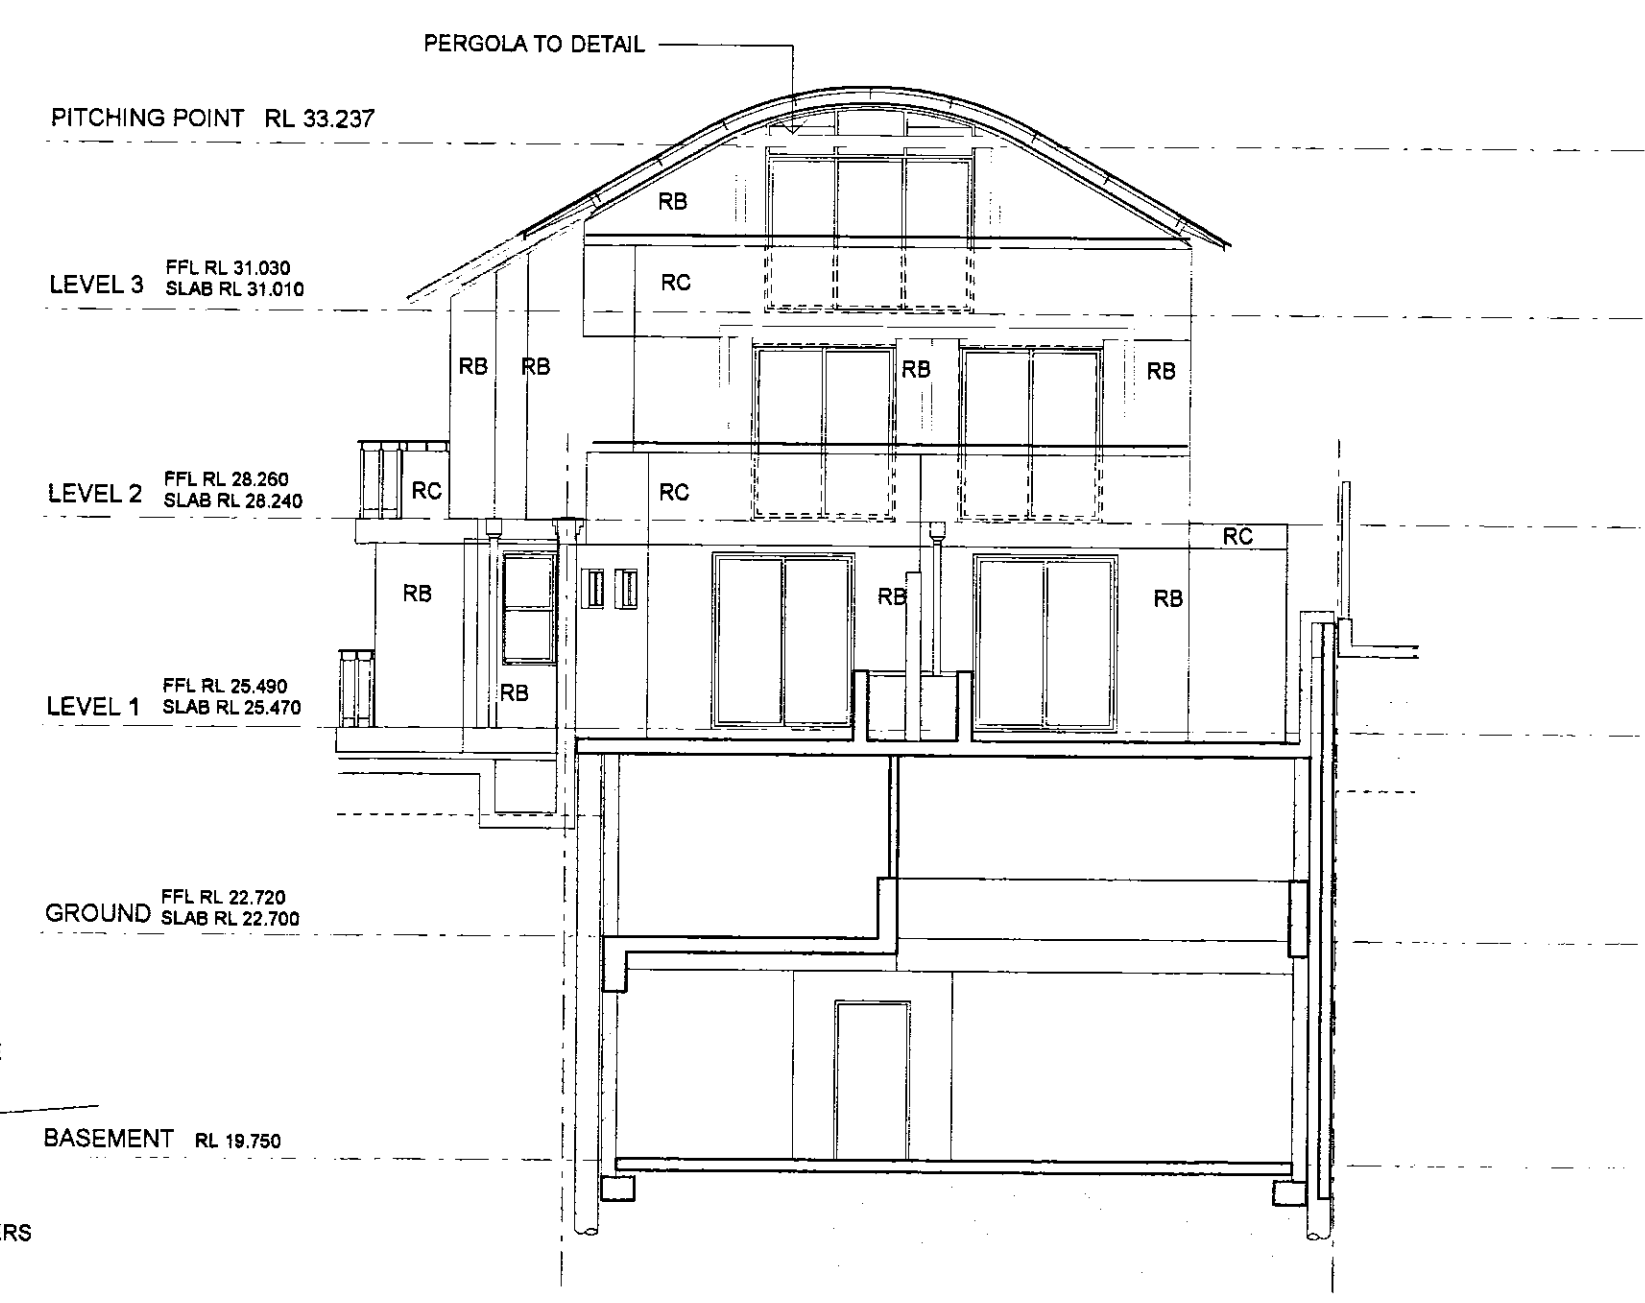 PERGOLA TO DETAIL
PITCHING POINT RL 33.237
RB
LEVEL 3 FFL RL 31.030
SLAB RL 31.010
RC
RB RB RB RB
LEVEL 2 FFL RL 28.260
SLAB RL 28.240
RC RC
RC
RB RB RB
LEVEL 1 FFL RL 25.490
SLAB RL 25.470
RB
GROUND FFL RL 22.720
SLAB RL 22.700
BASEMENT RL 19.750
ERS